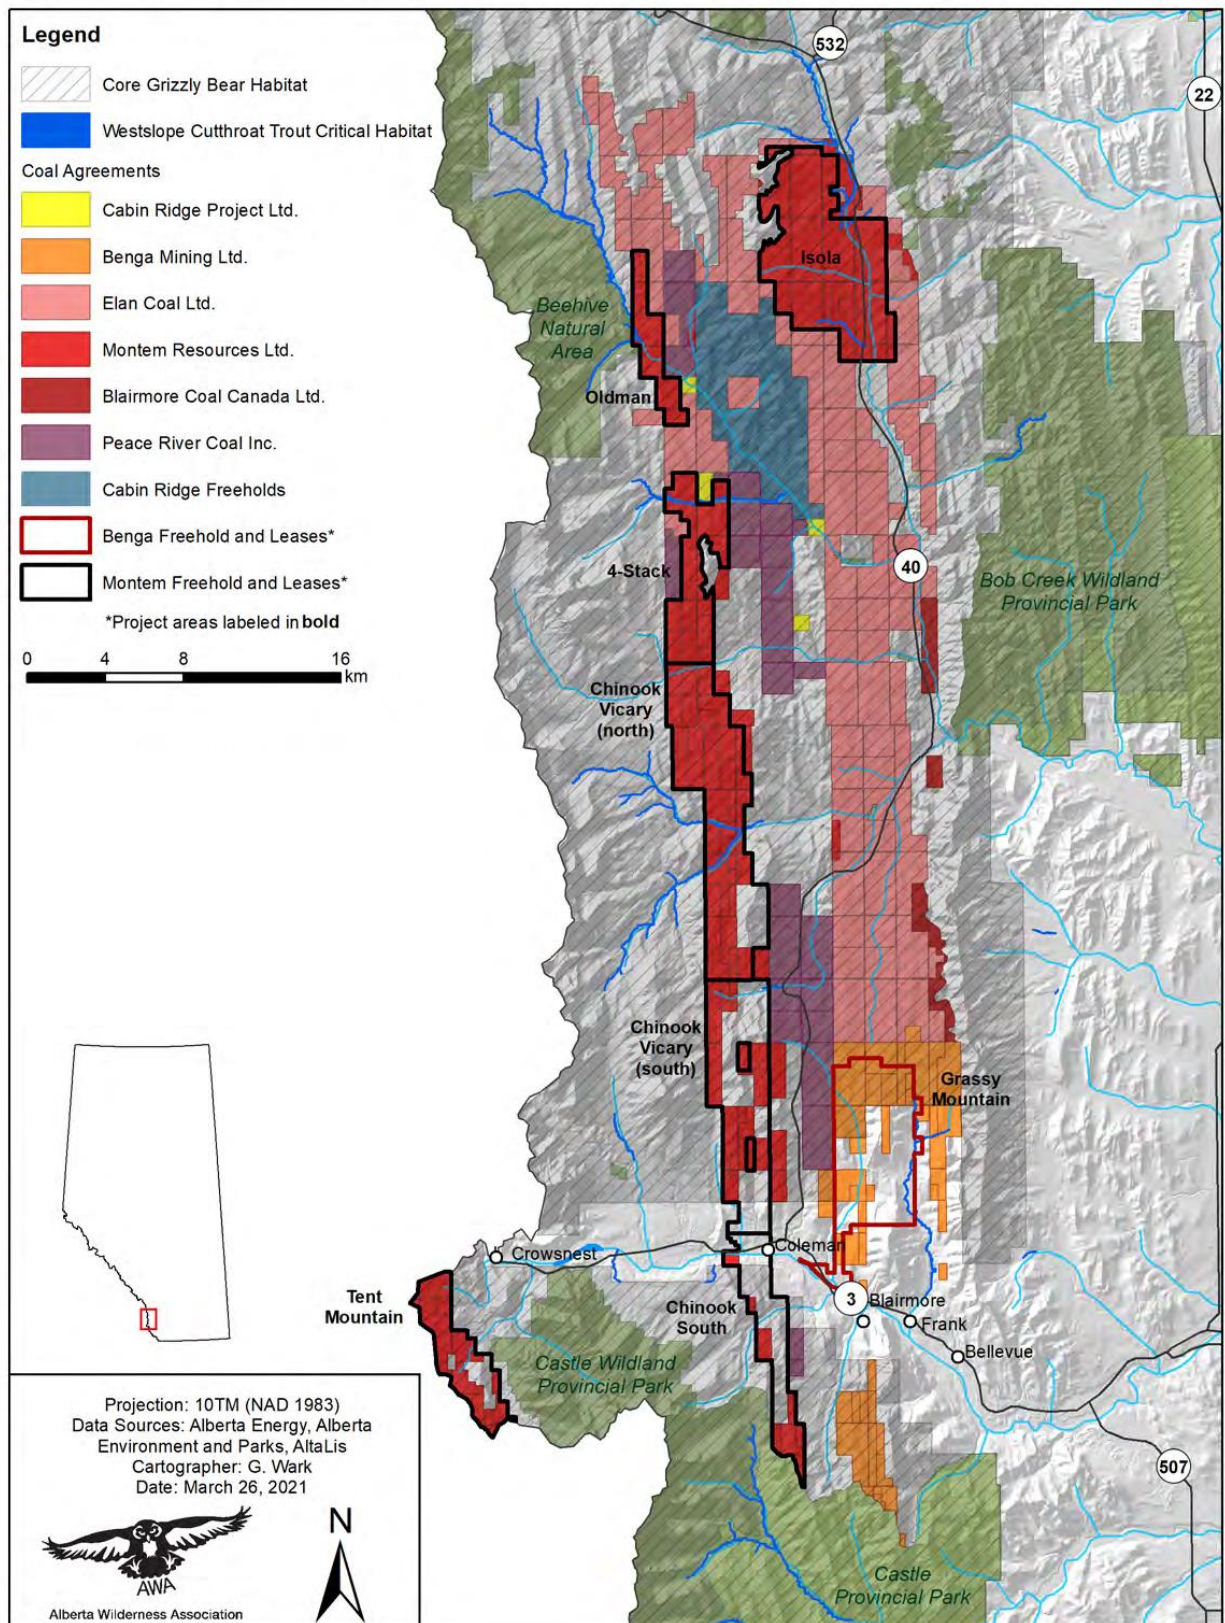 Legend
Core Grizzly Bear Habitat
Westslope Cutthroat Trout Critical Habitat
Coal Agreements
Cabin Ridge Project Ltd.
Benga Mining Ltd.
Elan Coal Ltd.
Montem Resources Ltd.
Blairmore Coal Canada Ltd.
Peace River Coal Inc.
Cabin Ridge Freeholds
Benga Freehold and Leases*
Montem Freehold and Leases*
*Project areas labeled in bold
0 4 8 16
km
532
22
Isola
Beehive
Natural
Area
Oldman
4-Stack
40
Bob Creek Wildland
Provincial Park
Chinook
Vicary
(north)
Chinook
Vicary
(south)
Grassy
Mountain
Crowsnest
Coleman
Tent
Mountain
Chinook
South
3
Blairmore
Frank
Bellevue
Castle Wildland
Provincial Park
507
Castle
Provincial Park
Projection: 10TM (NAD 1983)
Data Sources: Alberta Energy, Alberta
Environment and Parks, AltaLis
Cartographer: G. Wark
Date: March 26, 2021
N
AWA
Alberta Wilderness Association